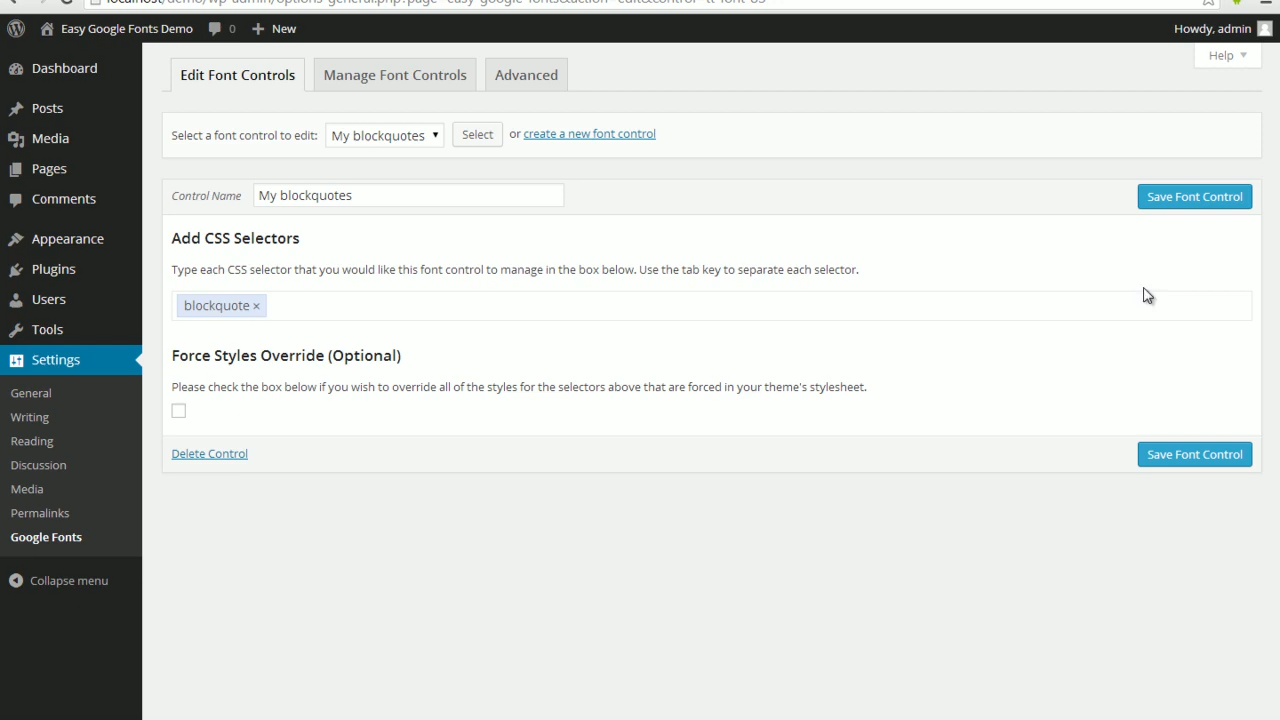 Easy Google Fonts Demo 0 New Howdy, admin
Help
Dashboard
Posts
Media
Pages
Comments
Appearance
Plugins
Users
Tools
Settings
General
Writing
Reading
Discussion
Media
Permalinks
Google Fonts
Collapse menu
Edit Font Controls Manage Font Controls Advanced
Select a font control to edit: My blockquotes Select or create a new font control
Control Name My blockquotes Save Font Control
Add CSS Selectors
Type each CSS selector that you would like this font control to manage in the box below. Use the tab key to separate each selector.
blockquote ×
Force Styles Override (Optional)
Please check the box below if you wish to override all of the styles for the selectors above that are forced in your theme's stylesheet.
Delete Control Save Font Control